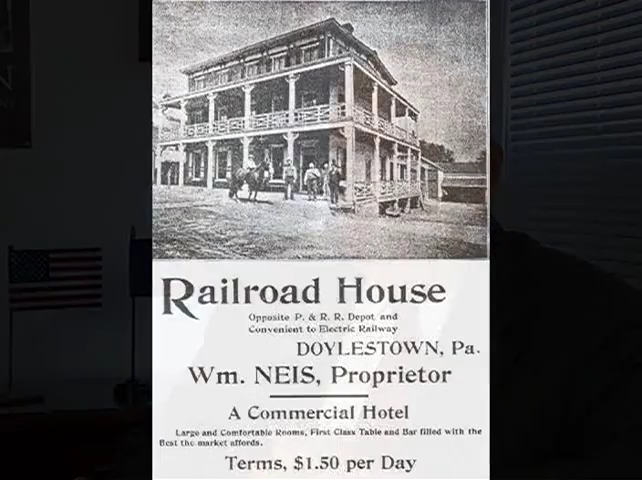 Railroad House
Opposite P. & R. R. Depot and
Convenient to Electric Railway
DOYLESTOWN, Pa.
Wm. NEIS, Proprietor
A Commercial Hotel
Large and Comfortable Rooms, First Class Table and Bar filled with the
Best the market affords.
Terms, $1.50 per Day